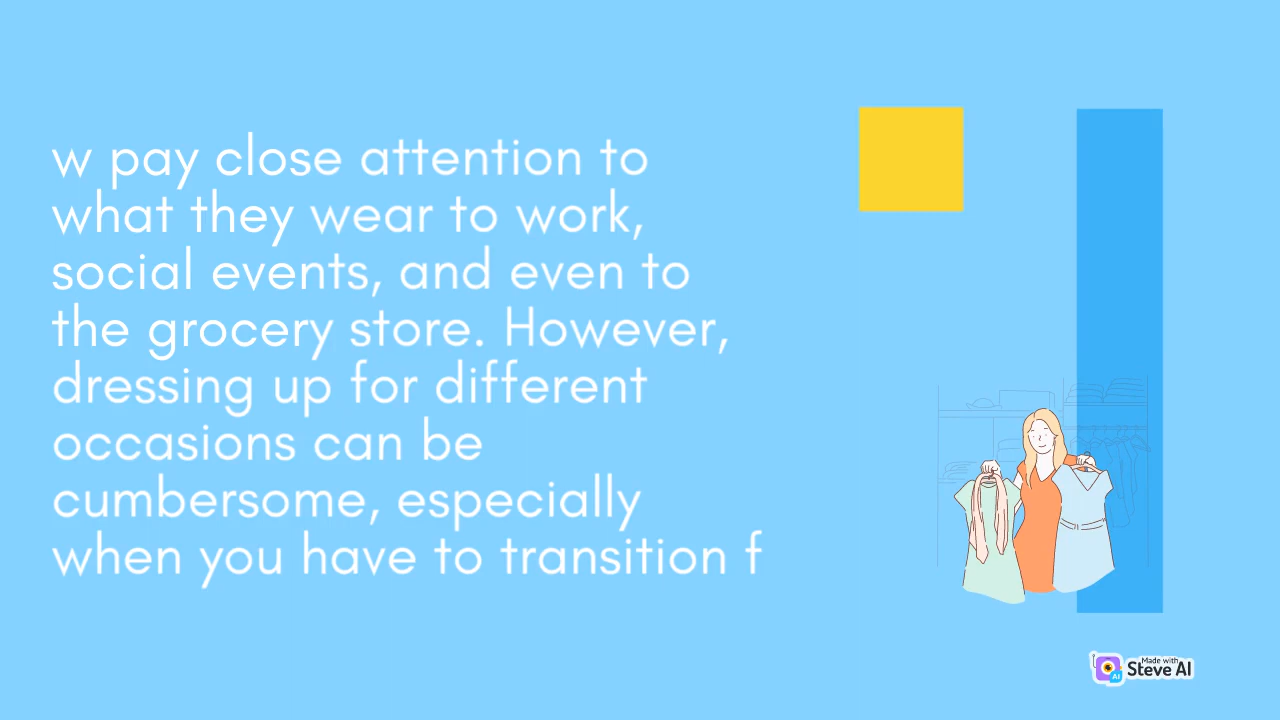 w pay close attention to
what they wear to work,
social events, and even to
the grocery store. However,
dressing up for different
occasions can be
cumbersome, especially
when you have to transition f
Made with
Steve AI
AI